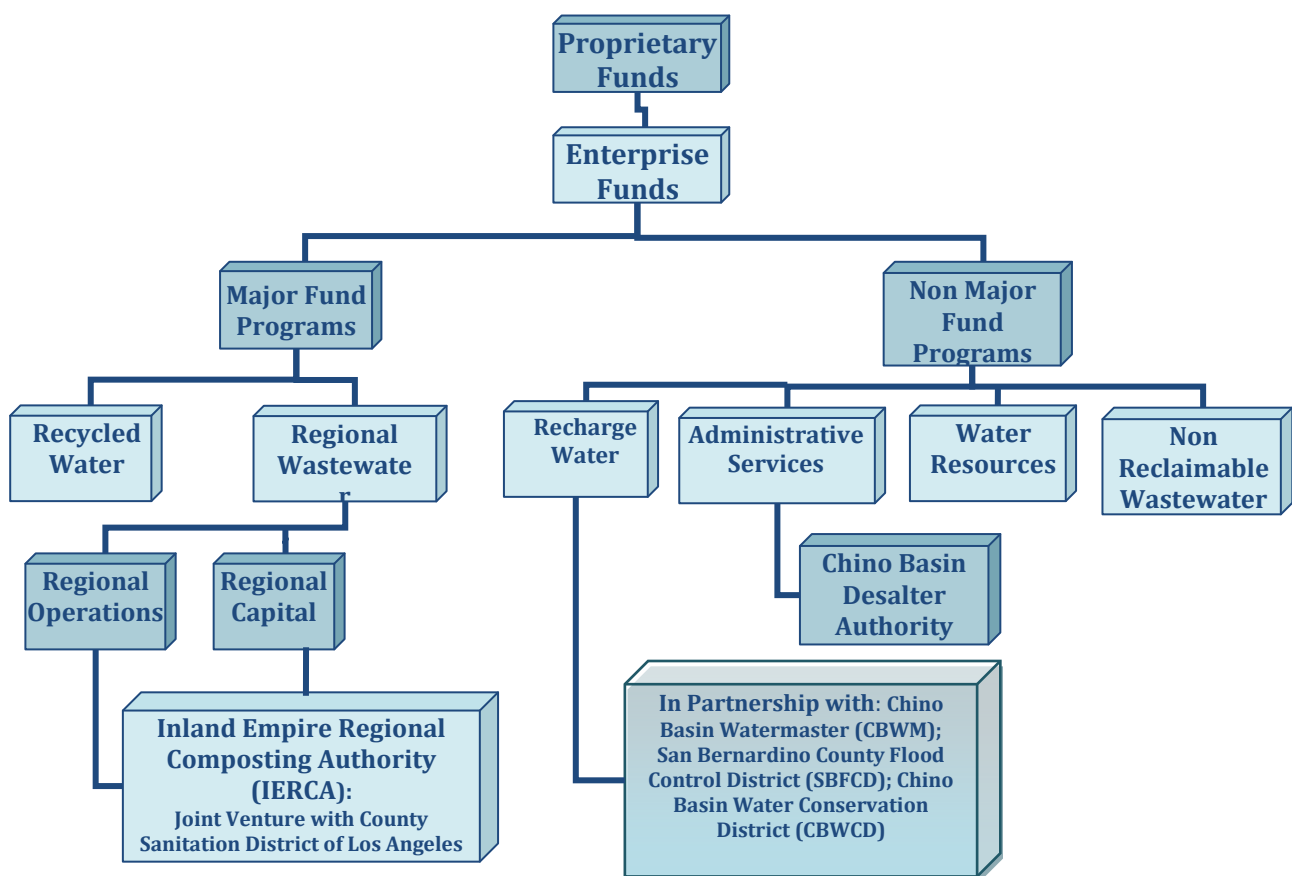 Proprietary
Funds
Enterprise
Funds
Major Fund
Programs
Non Major
Fund
Programs
Recycled
Water
Regional
Wastewate
r
Recharge
Water
Administrative
Services
Water
Resources
Non
Reclaimable
Wastewater
Regional
Operations
Regional
Capital
Chino Basin
Desalter
Authority
Inland Empire Regional
Composting Authority
(IERCA):
Joint Venture with County
Sanitation District of Los Angeles
In Partnership with: Chino
Basin Watermaster (CBWM);
San Bernardino County Flood
Control District (SBFCD); Chino
Basin Water Conservation
District (CBWCD)